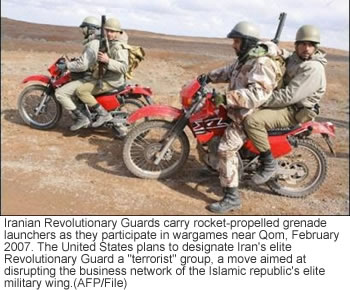 Iranian Revolutionary Guards carry rocket-propelled grenade
launchers as they participate in wargames near Qom, February
2007. The United States plans to designate Iran's elite
Revolutionary Guard a "terrorist" group, a move aimed at
disrupting the business network of the Islamic republic's elite
military wing.(AFP/File)